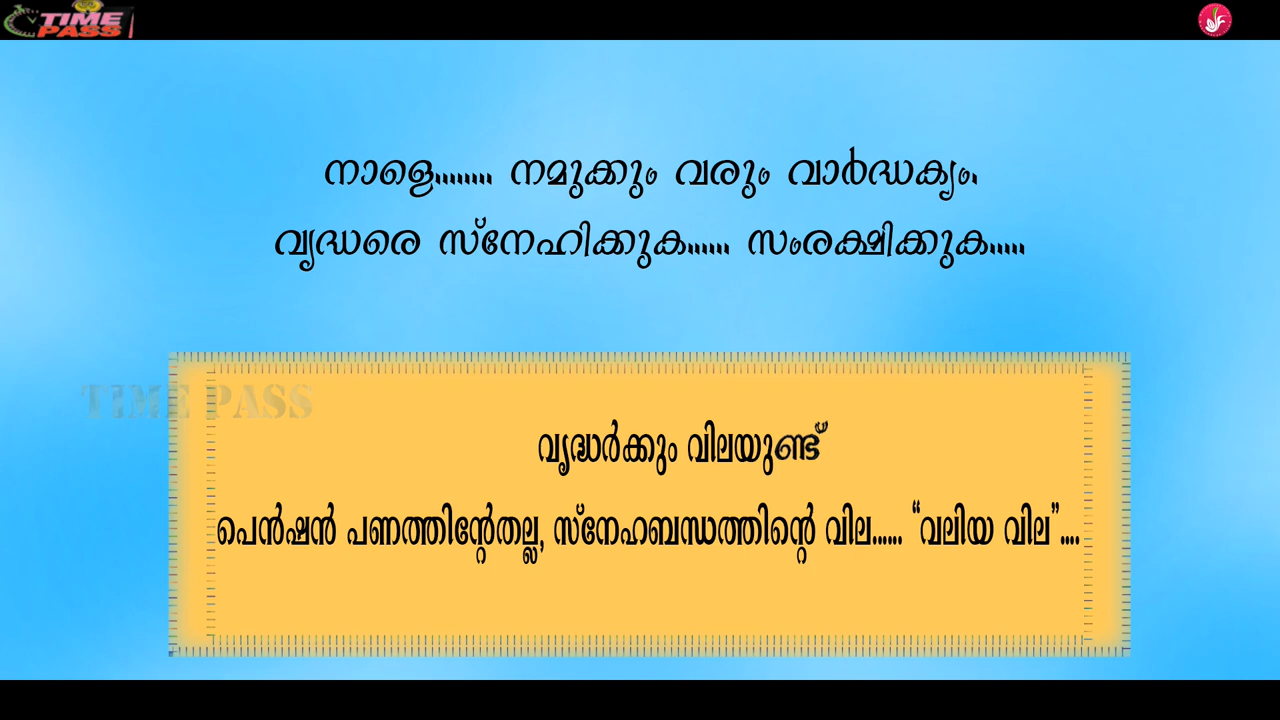 TIME
PASS
നാളെ........ നമുക്കും വരും വാർദ്ധക്യം.
വൃദ്ധരെ സ്നേഹിക്കുക...... സംരക്ഷിക്കുക.....
TIME PASS
വൃദ്ധർക്കും വിലയുണ്ട്
പെൻഷൻ പണത്തിന്റേതല്ല, സ്നേഹബന്ധത്തിന്റെ വില...... “വലിയ വില”....